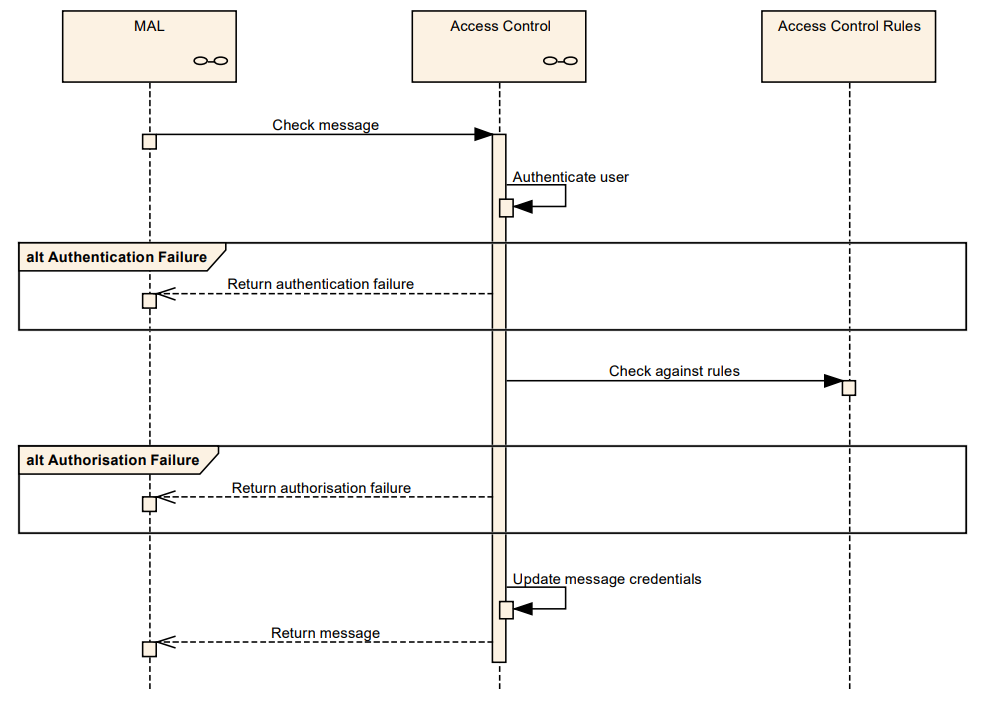 MAL
Access Control
Access Control Rules
Check message
Authenticate user
alt Authentication Failure
Return authentication failure
Check against rules
alt Authorisation Failure
Return authorisation failure
Update message credentials
Return message